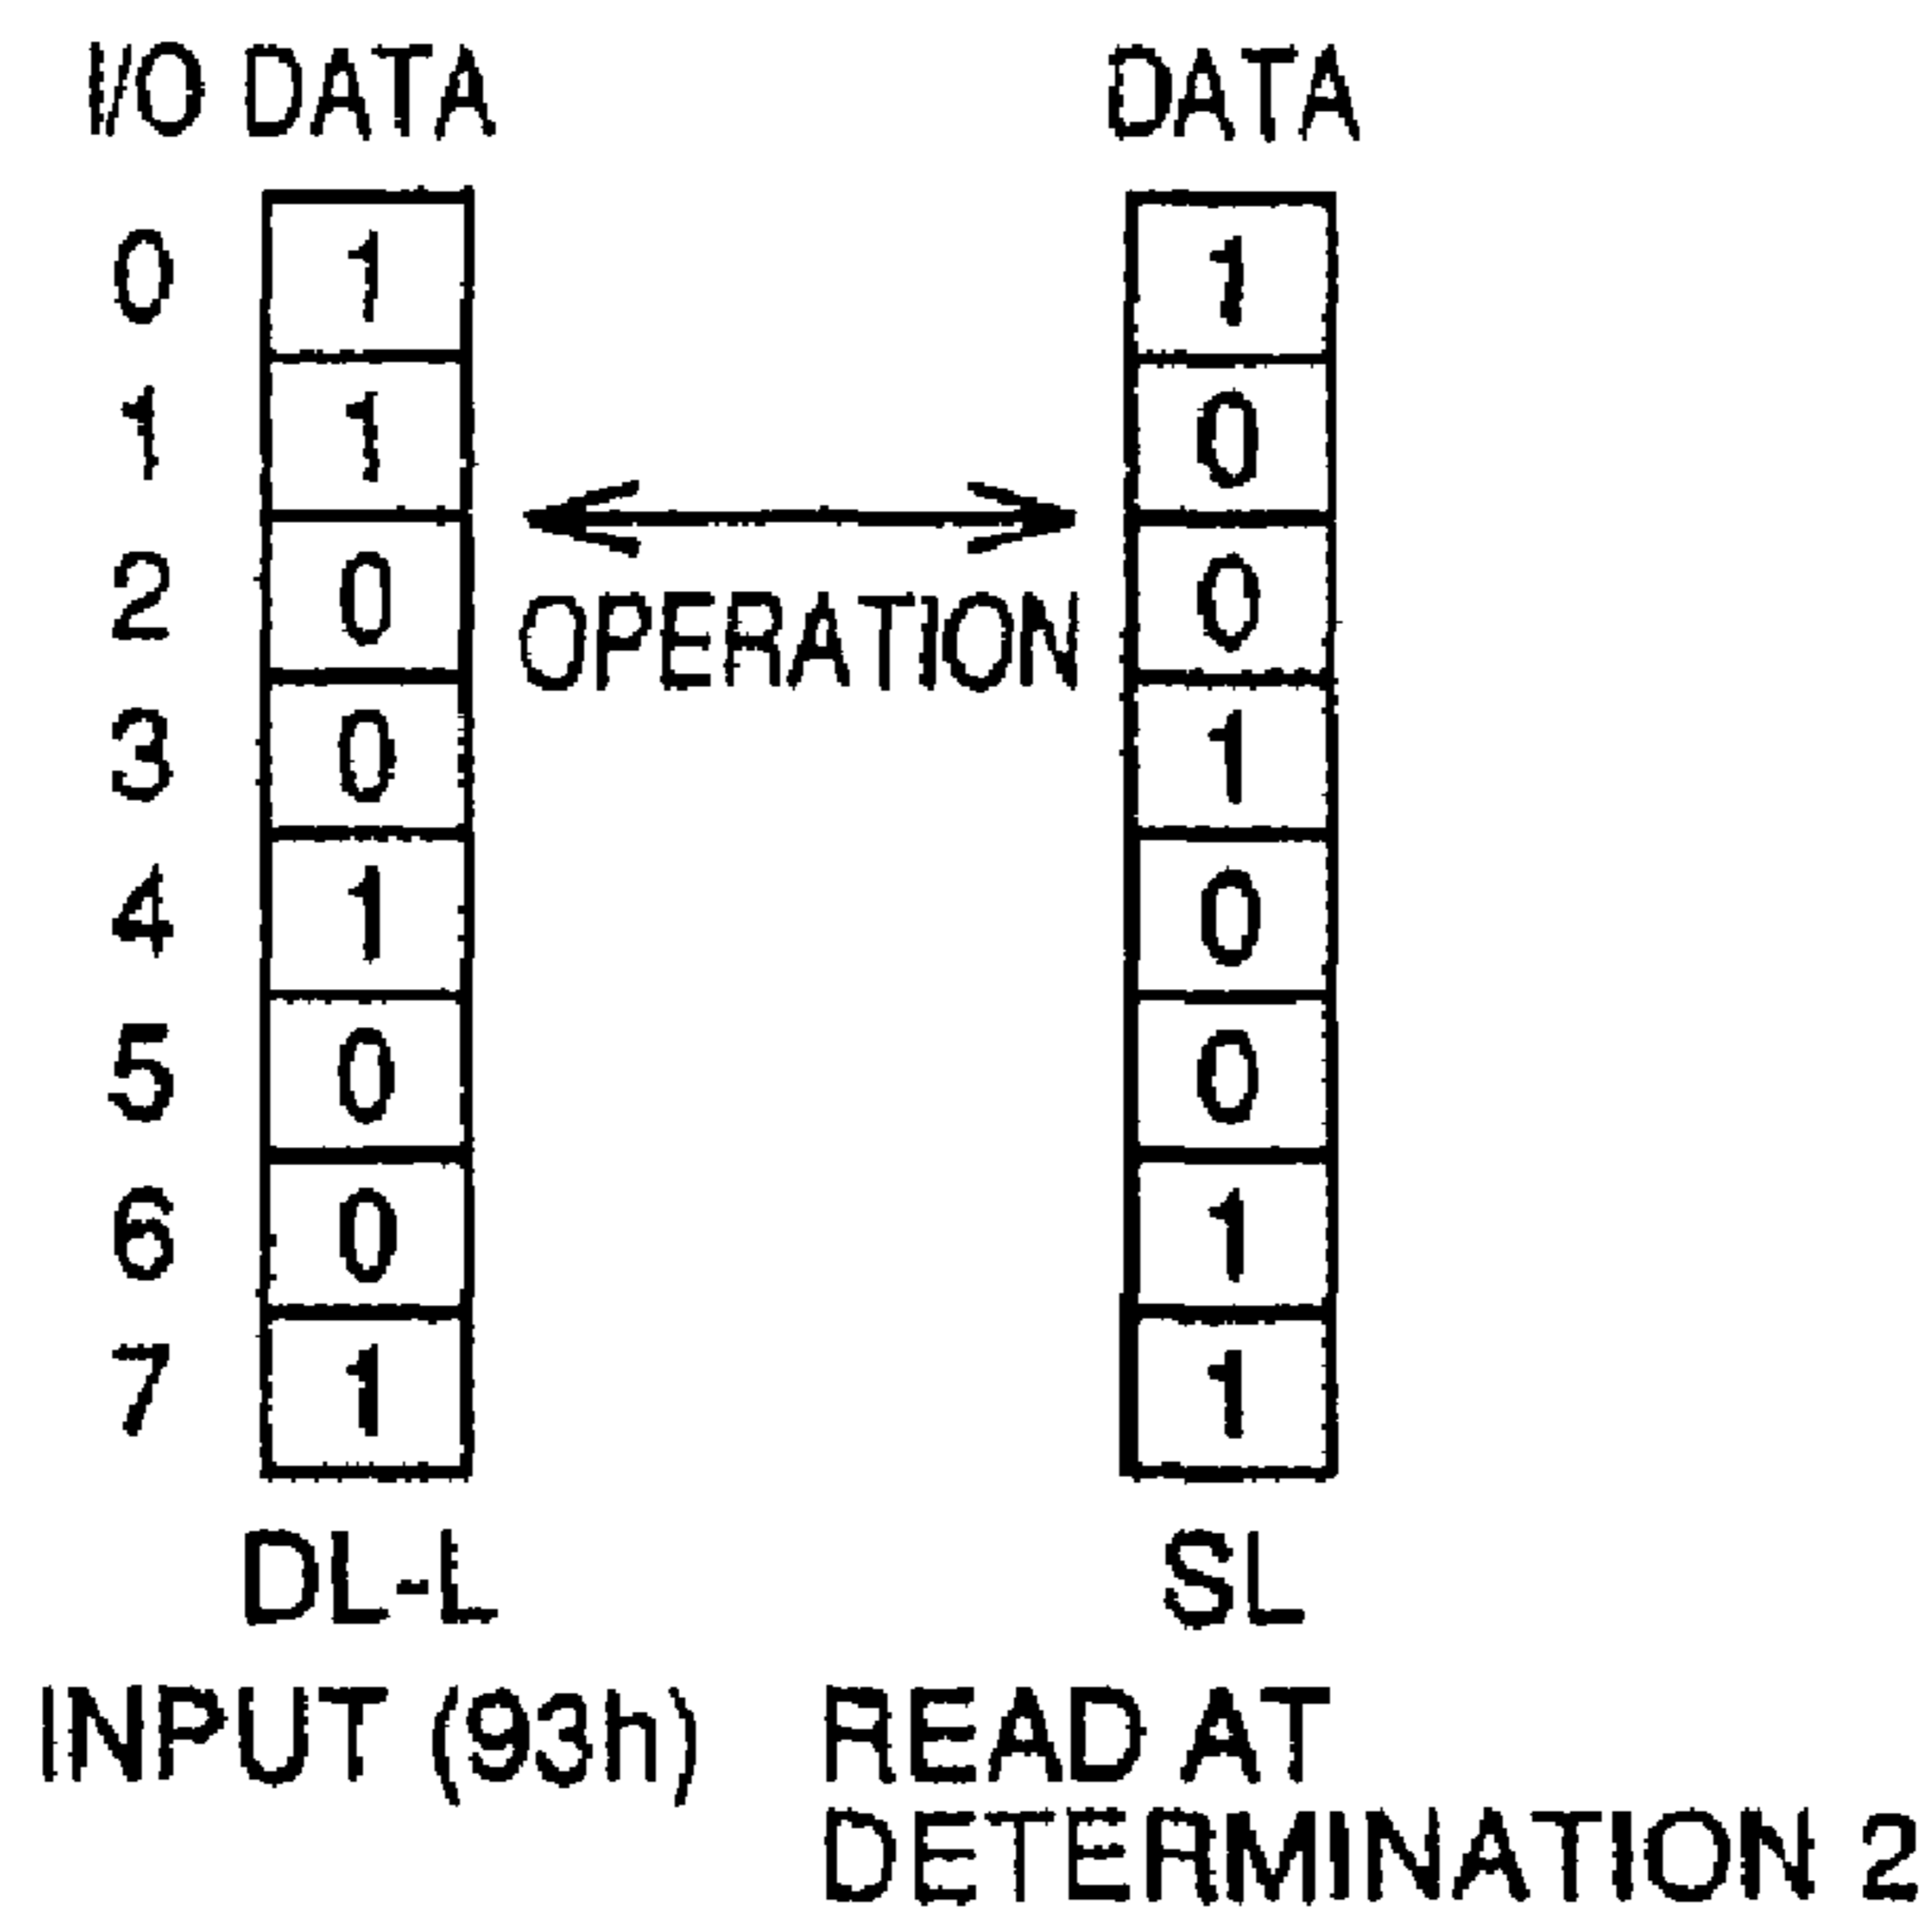 I/O DATA DATA
0 1 1
1 1 0
2 0 0
OPERATION
3 0 1
4 1 0
5 0 0
6 0 1
7 1 1
DL-L SL
INPUT (93h) READ AT
DETERMINATION 2